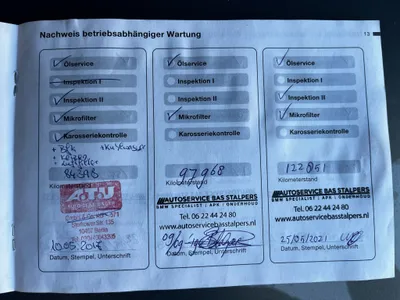 Nachweis betriebsabhängiger Wartung
13
Ölservice
Inspektion I
Inspektion II
Mikrofilter
Karosseriekontrolle
Kilometerstand
A.T.U
10.05.2017
Datum, Stempel, Unterschrift
Ölservice
Inspektion I
Inspektion II
Mikrofilter
Karosseriekontrolle
97968
Kilometerstand
AUTOSERVICE BAS STALPERS
BMW SPECIALIST | APK | ONDERHOUD
Tel. 06 22 44 24 80
www.autoservicebasstalpers.nl
Datum, Stempel, Unterschrift
Ölservice
Inspektion I
Inspektion II
Mikrofilter
Karosseriekontrolle
122851
Kilometerstand
AUTOSERVICE BAS STALPERS
BMW SPECIALIST | APK | ONDERHOUD
Tel. 06 22 44 24 80
www.autoservicebasstalpers.nl
25/05/2021
Datum, Stempel, Unterschrift